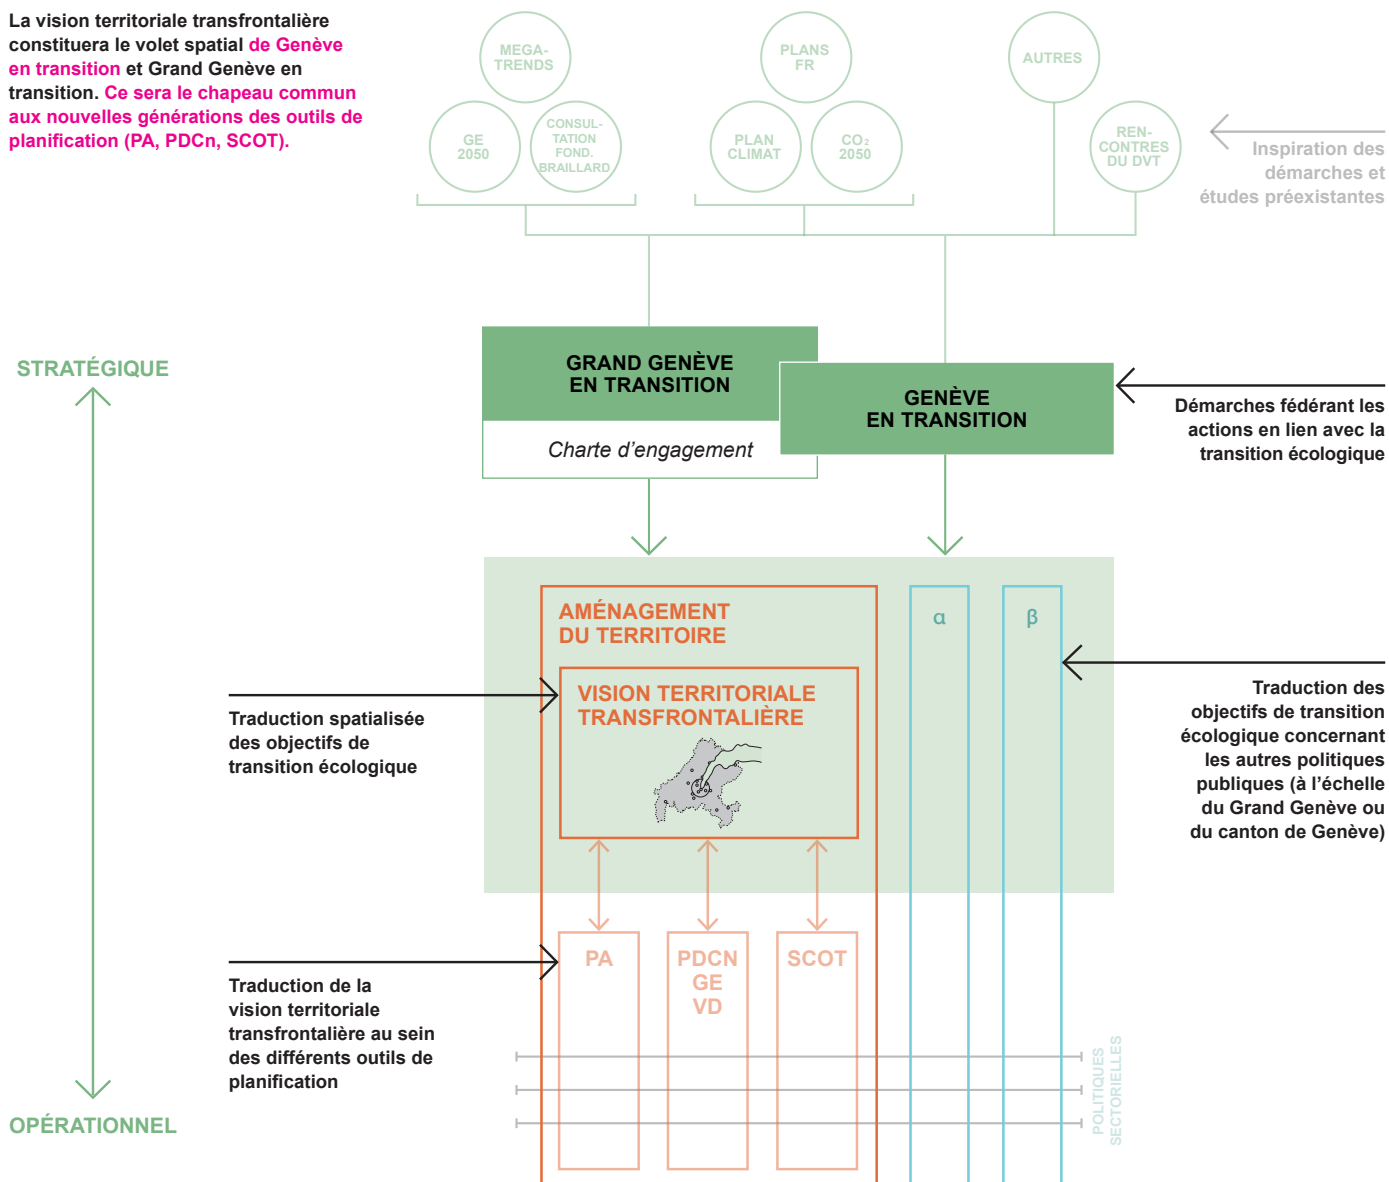 La vision territoriale transfrontalière
constituera le volet spatial de Genève
en transition et Grand Genève en
transition. Ce sera le chapeau commun
aux nouvelles générations des outils de
planification (PA, PDCn, SCOT).
MEGA-
TRENDS
GE
2050
CONSUL-
TATION
FOND.
BRAILLARD
PLANS
FR
PLAN
CLIMAT
CO₂
2050
AUTRES
REN-
CONTRES
DU DVT
Inspiration des
démarches et
études préexistantes
STRATÉGIQUE
GRAND GENÈVE
EN TRANSITION
Charte d’engagement
GENÈVE
EN TRANSITION
Démarches fédérant les
actions en lien avec la
transition écologique
AMÉNAGEMENT
DU TERRITOIRE
α
β
VISION TERRITORIALE
TRANSFRONTALIÈRE
Traduction spatialisée
des objectifs de
transition écologique
Traduction des
objectifs de transition
écologique concernant
les autres politiques
publiques (à l’échelle
du Grand Genève ou
du canton de Genève)
PA
PDCN
GE
VD
SCOT
Traduction de la
vision territoriale
transfrontalière au sein
des différents outils de
planification
POLITIQUES
SECTORIELLES
OPÉRATIONNEL